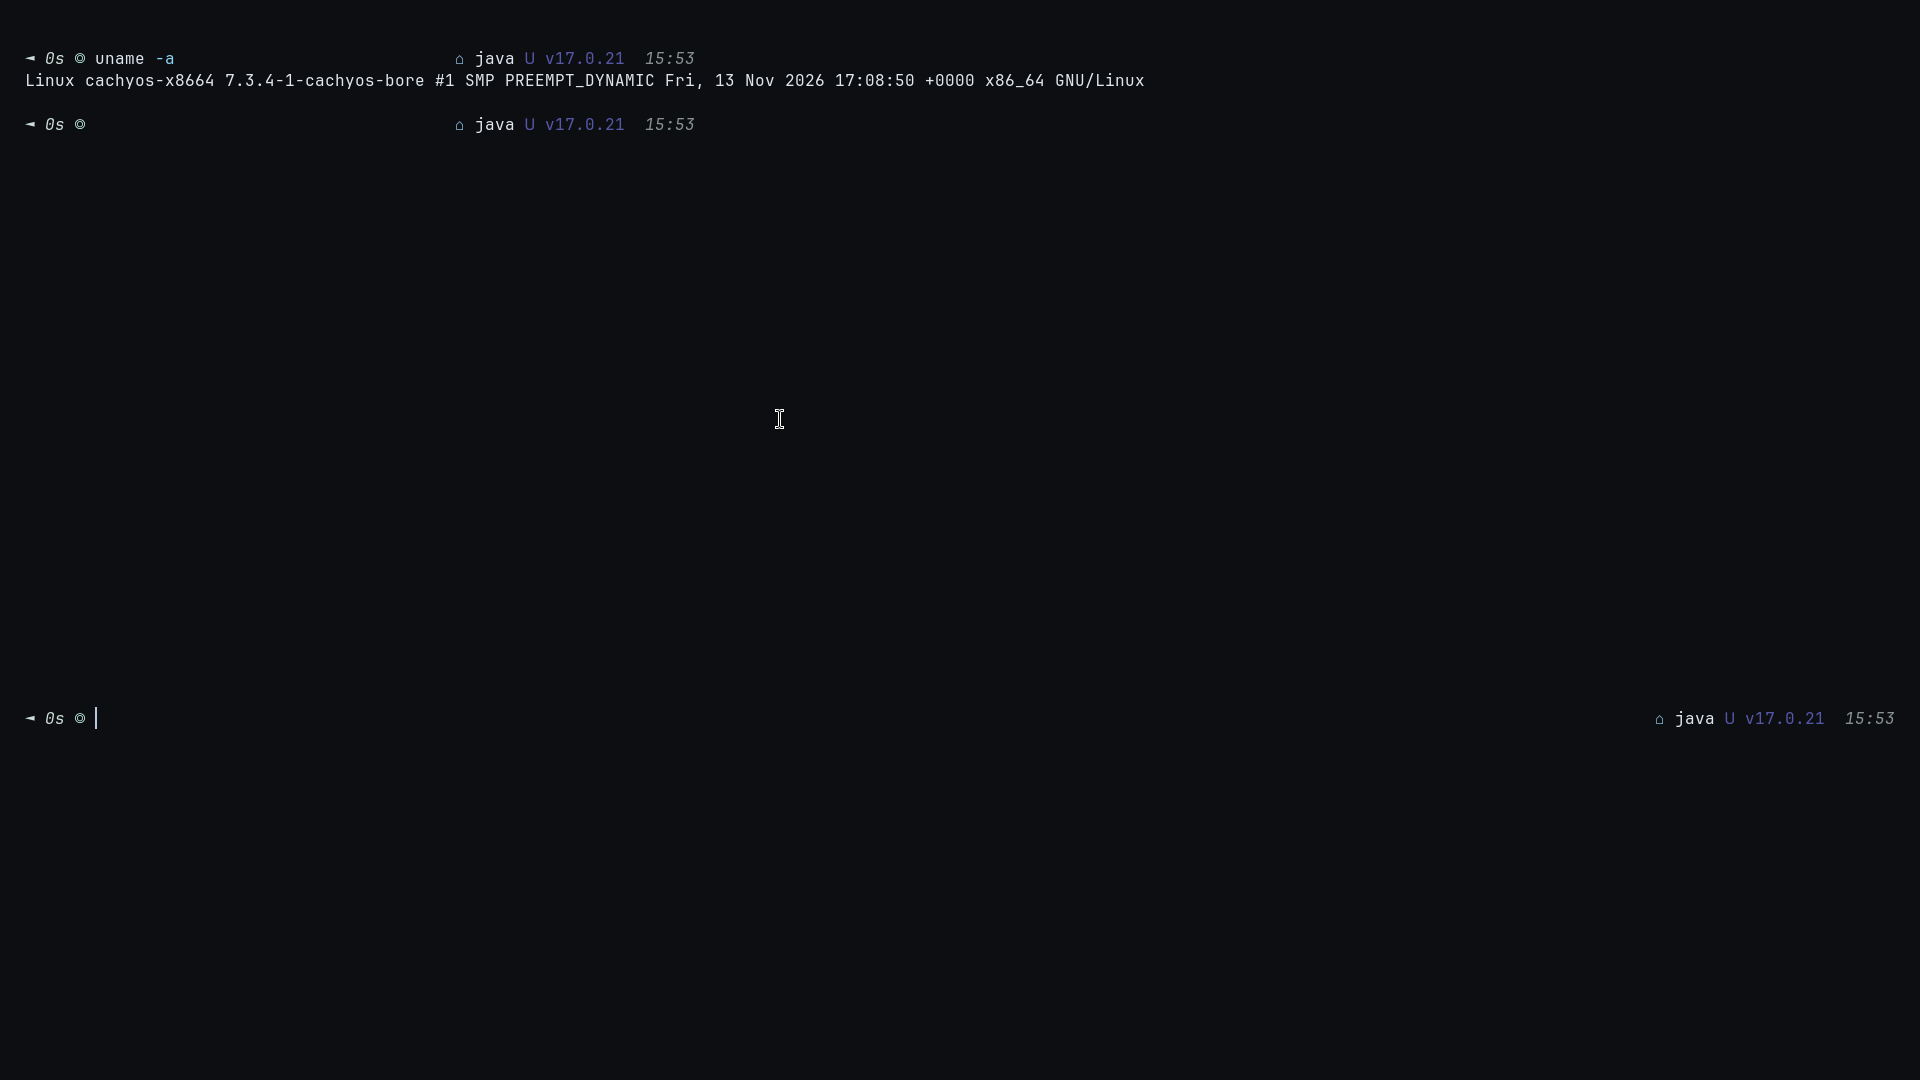 ◄ 0s ◎ uname -a ⌂ java U v17.0.21 15:53
Linux cachyos-x8664 7.3.4-1-cachyos-bore #1 SMP PREEMPT_DYNAMIC Fri, 13 Nov 2026 17:08:50 +0000 x86_64 GNU/Linux
◄ 0s ◎ ⌂ java U v17.0.21 15:53
◄ 0s ◎ ⌂ java U v17.0.21 15:53